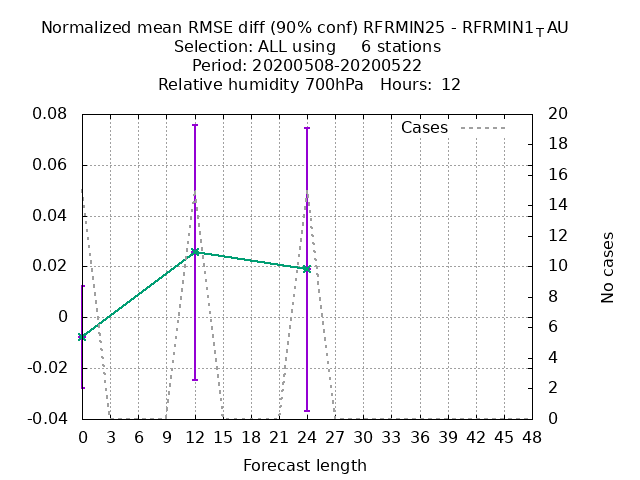 Normalized mean RMSE diff (90% conf) RFRMIN25 - RFRMIN1_TAU
Selection: ALL using 6 stations
Period: 20200508-20200522
Relative humidity 700hPa Hours: 12
Cases
0.08
0.06
0.04
0.02
0
-0.02
-0.04
20
18
16
14
12
10
8
6
4
2
0
No cases
0 3 6 9 12 15 18 21 24 27 30 33 36 39 42 45 48
Forecast length